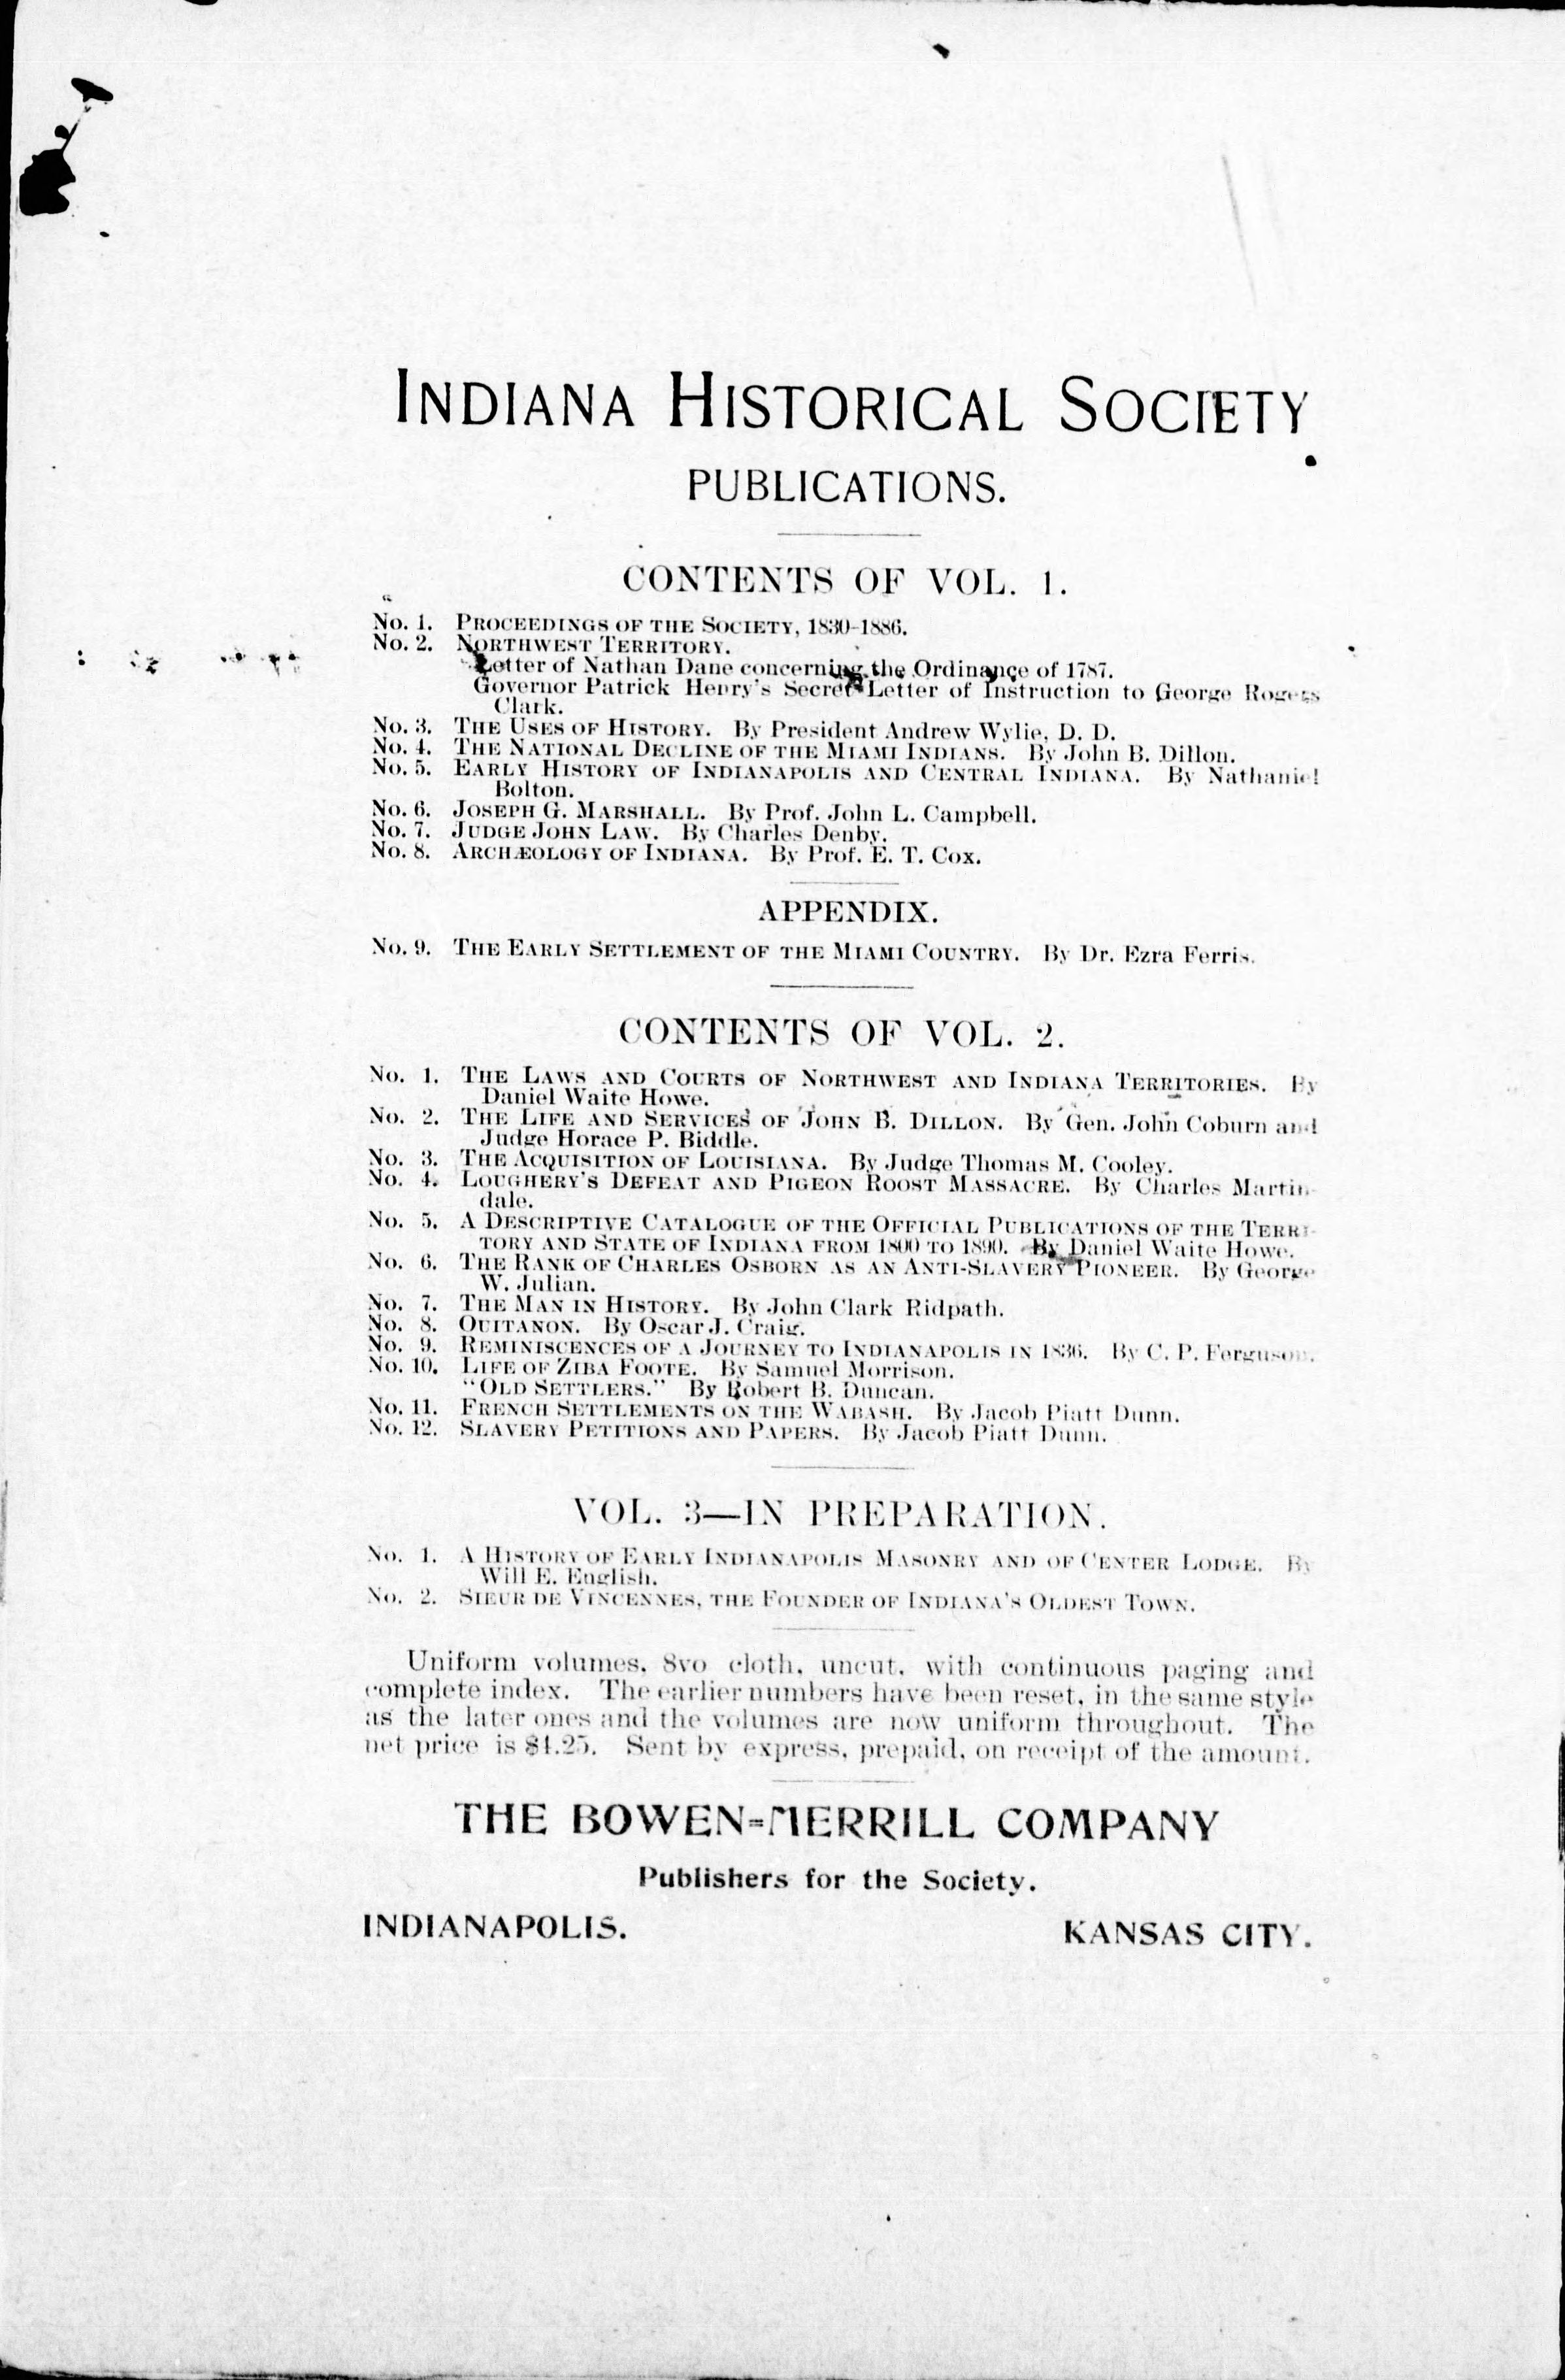 INDIANA HISTORICAL SOCIETY
PUBLICATIONS.
CONTENTS OF VOL. 1.
No. 1. PROCEEDINGS OF THE SOCIETY, 1830-1886.
No. 2. NORTHWEST TERRITORY.
Letter of Nathan Dane concerning the Ordinance of 1787.
Governor Patrick Henry's Secret Letter of Instruction to George Rogers
Clark.
No. 3. THE USES OF HISTORY. By President Andrew Wylie, D. D.
No. 4. THE NATIONAL DECLINE OF THE MIAMI INDIANS. By John B. Dillon.
No. 5. EARLY HISTORY OF INDIANAPOLIS AND CENTRAL INDIANA. By Nathaniel
Bolton.
No. 6. JOSEPH G. MARSHALL. By Prof. John L. Campbell.
No. 7. JUDGE JOHN LAW. By Charles Denby.
No. 8. ARCHÆOLOGY OF INDIANA. By Prof. E. T. Cox.
APPENDIX.
No. 9. THE EARLY SETTLEMENT OF THE MIAMI COUNTRY. By Dr. Ezra Ferris.
CONTENTS OF VOL. 2.
No. 1. THE LAWS AND COURTS OF NORTHWEST AND INDIANA TERRITORIES. By
Daniel Waite Howe.
No. 2. THE LIFE AND SERVICES OF JOHN B. DILLON. By Gen. John Coburn and
Judge Horace P. Biddle.
No. 3. THE ACQUISITION OF LOUISIANA. By Judge Thomas M. Cooley.
No. 4. LOUGHERY'S DEFEAT AND PIGEON ROOST MASSACRE. By Charles Martin-
dale.
No. 5. A DESCRIPTIVE CATALOGUE OF THE OFFICIAL PUBLICATIONS OF THE TERRI-
TORY AND STATE OF INDIANA FROM 1800 TO 1890. By Daniel Waite Howe.
No. 6. THE RANK OF CHARLES OSBORN AS AN ANTI-SLAVERY PIONEER. By George
W. Julian.
No. 7. THE MAN IN HISTORY. By John Clark Ridpath.
No. 8. OUITANON. By Oscar J. Craig.
No. 9. REMINISCENCES OF A JOURNEY TO INDIANAPOLIS IN 1836. By C. P. Ferguson.
No. 10. LIFE OF ZIBA FOOTE. By Samuel Morrison.
"OLD SETTLERS." By Robert B. Duncan.
No. 11. FRENCH SETTLEMENTS ON THE WABASH. By Jacob Piatt Dunn.
No. 12. SLAVERY PETITIONS AND PAPERS. By Jacob Piatt Dunn.
VOL. 3—IN PREPARATION.
No. 1. A HISTORY OF EARLY INDIANAPOLIS MASONRY AND OF CENTER LODGE. By
Will E. English.
No. 2. SIEUR DE VINCENNES, THE FOUNDER OF INDIANA'S OLDEST TOWN.
Uniform volumes, 8vo cloth, uncut, with continuous paging and
complete index. The earlier numbers have been reset, in the same style
as the later ones and the volumes are now uniform throughout. The
net price is $4.25. Sent by express, prepaid, on receipt of the amount.
THE BOWEN-MERRILL COMPANY
Publishers for the Society.
INDIANAPOLIS. KANSAS CITY.